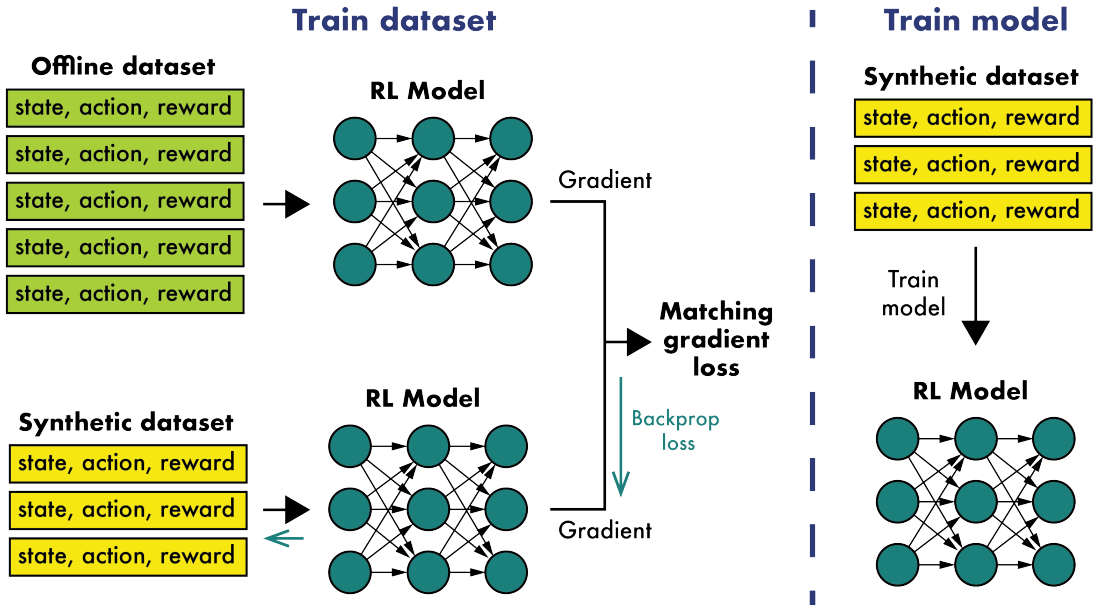 Train dataset
Offline dataset
state, action, reward
state, action, reward
state, action, reward
state, action, reward
state, action, reward
RL Model
Gradient
Matching
gradient
loss
Backprop
loss
Synthetic dataset
state, action, reward
state, action, reward
state, action, reward
RL Model
Gradient
Train model
Synthetic dataset
state, action, reward
state, action, reward
state, action, reward
Train
model
RL Model